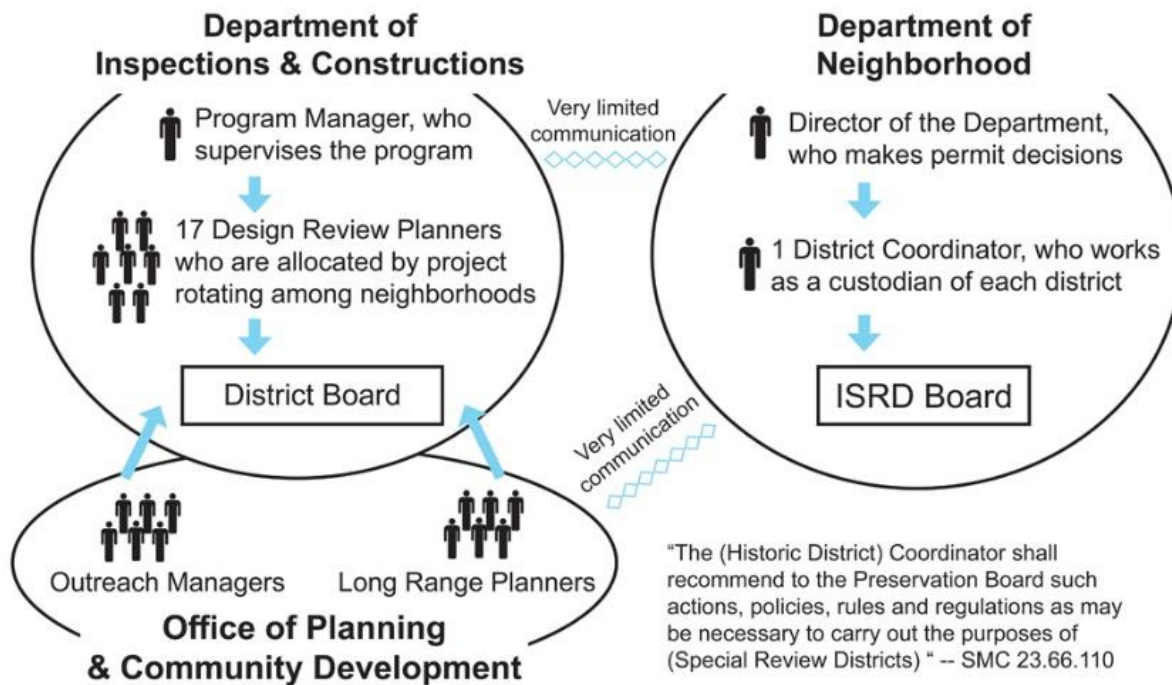 Department of
Inspections & Constructions
Program Manager, who
supervises the program
17 Design Review Planners
who are allocated by project
rotating among neighborhoods
District Board
Very limited
communication
Department of
Neighborhood
Director of the Department,
who makes permit decisions
1 District Coordinator, who works
as a custodian of each district
ISRD Board
Very limited
communication
Outreach Managers
Long Range Planners
Office of Planning
& Community Development
“The (Historic District) Coordinator shall
recommend to the Preservation Board such
actions, policies, rules and regulations as may
be necessary to carry out the purposes of
(Special Review Districts) “ -- SMC 23.66.110